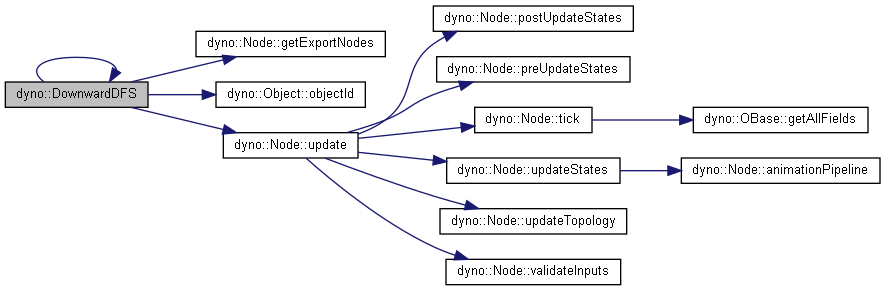 dyno::Node::postUpdateStates
dyno::Node::getExportNodes
dyno::Node::preUpdateStates
dyno::DownwardDFS
dyno::Object::objectId
dyno::Node::tick
dyno::OBase::getAllFields
dyno::Node::update
dyno::Node::updateStates
dyno::Node::animationPipeline
dyno::Node::updateTopology
dyno::Node::validateInputs